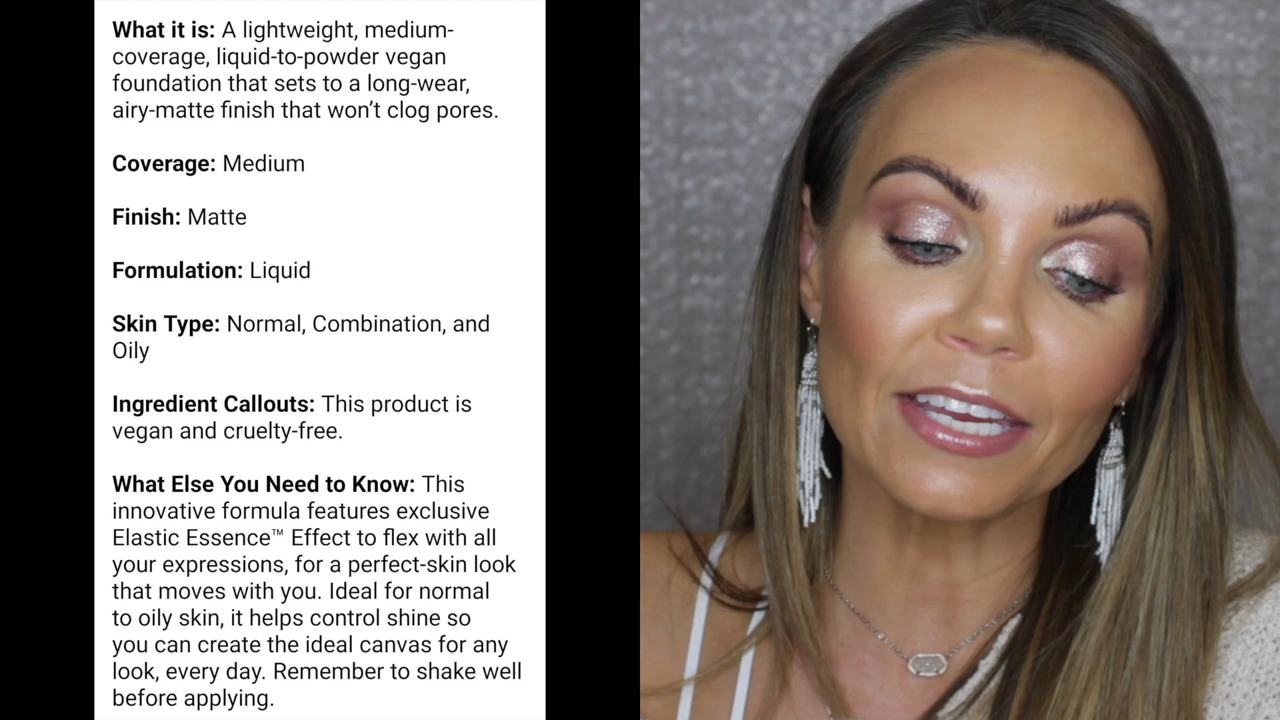 What it is: A lightweight, medium-
coverage, liquid-to-powder vegan
foundation that sets to a long-wear,
airy-matte finish that won’t clog pores.
Coverage: Medium
Finish: Matte
Formulation: Liquid
Skin Type: Normal, Combination, and
Oily
Ingredient Callouts: This product is
vegan and cruelty-free.
What Else You Need to Know: This
innovative formula features exclusive
Elastic Essence™ Effect to flex with all
your expressions, for a perfect-skin look
that moves with you. Ideal for normal
to oily skin, it helps control shine so
you can create the ideal canvas for any
look, every day. Remember to shake well
before applying.